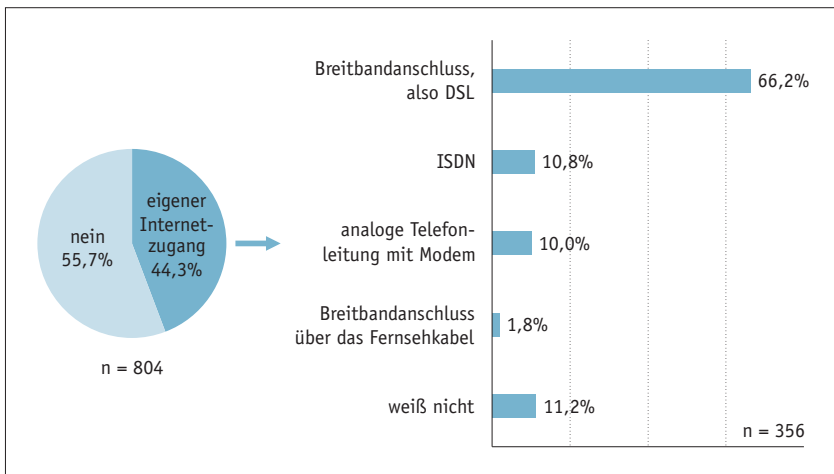 nein
55,7%
eigener
Internet-
zugang
44,3%
n = 804
Breitbandanschluss,
also DSL
66,2%
ISDN
10,8%
analoge Telefon-
leitung mit Modem
10,0%
Breitbandanschluss
über das Fernsehkabel
1,8%
weiß nicht
11,2%
n = 356